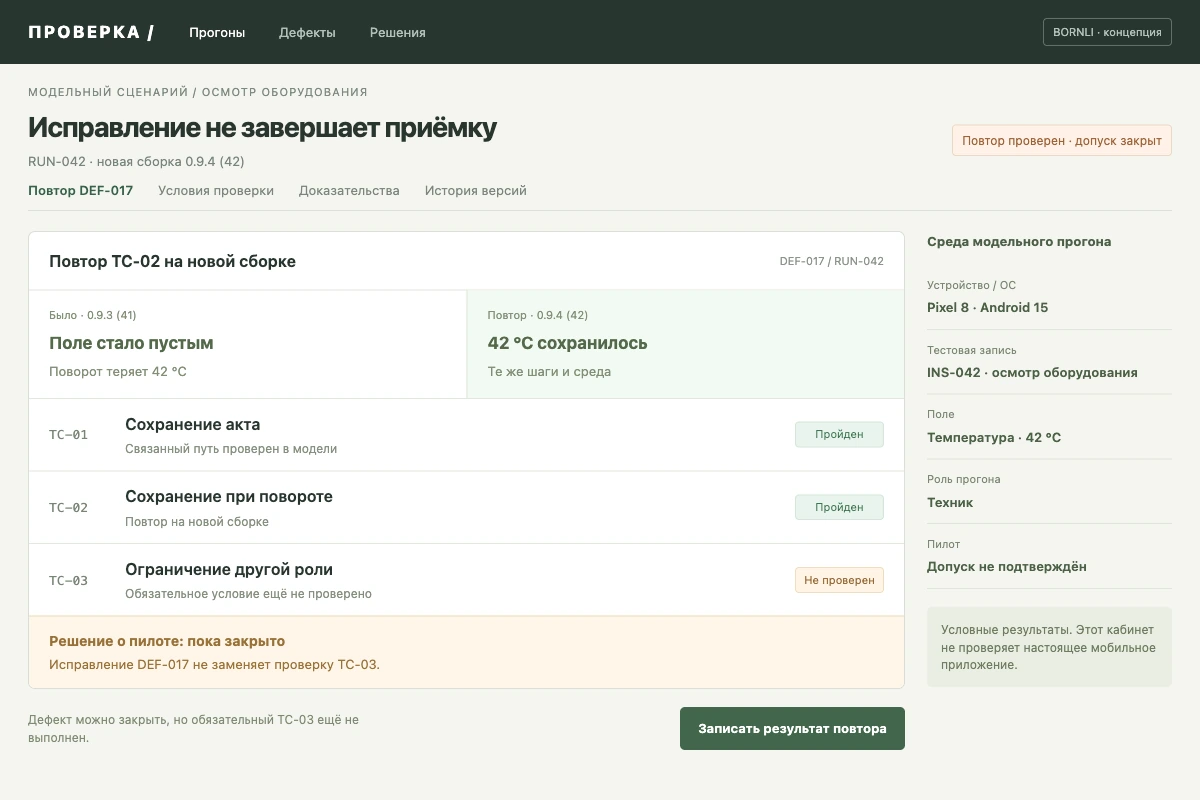 ПРОВЕРКА /
Прогоны
Дефекты
Решения
BORNLI · концепция
МОДЕЛЬНЫЙ СЦЕНАРИЙ / ОСМОТР ОБОРУДОВАНИЯ
Исправление не завершает приёмку
RUN-042 · новая сборка 0.9.4 (42)
Повтор проверен · допуск закрыт
Повтор DEF-017
Условия проверки
Доказательства
История версий
Повтор TC-02 на новой сборке
DEF-017 / RUN-042
Было · 0.9.3 (41)
Поле стало пустым
Поворот теряет 42 °C
Повтор · 0.9.4 (42)
42 °C сохранилось
Те же шаги и среда
TC-01
Сохранение акта
Связанный путь проверен в модели
Пройден
TC-02
Сохранение при повороте
Повтор на новой сборке
Пройден
TC-03
Ограничение другой роли
Обязательное условие ещё не проверено
Не проверен
Решение о пилоте: пока закрыто
Исправление DEF-017 не заменяет проверку TC-03.
Дефект можно закрыть, но обязательный TC-03 ещё не
выполнен.
Записать результат повтора
Среда модельного прогона
Устройство / ОС
Pixel 8 · Android 15
Тестовая запись
INS-042 · осмотр оборудования
Поле
Температура · 42 °C
Роль прогона
Техник
Пилот
Допуск не подтверждён
Условные результаты. Этот кабинет
не проверяет настоящее мобильное
приложение.